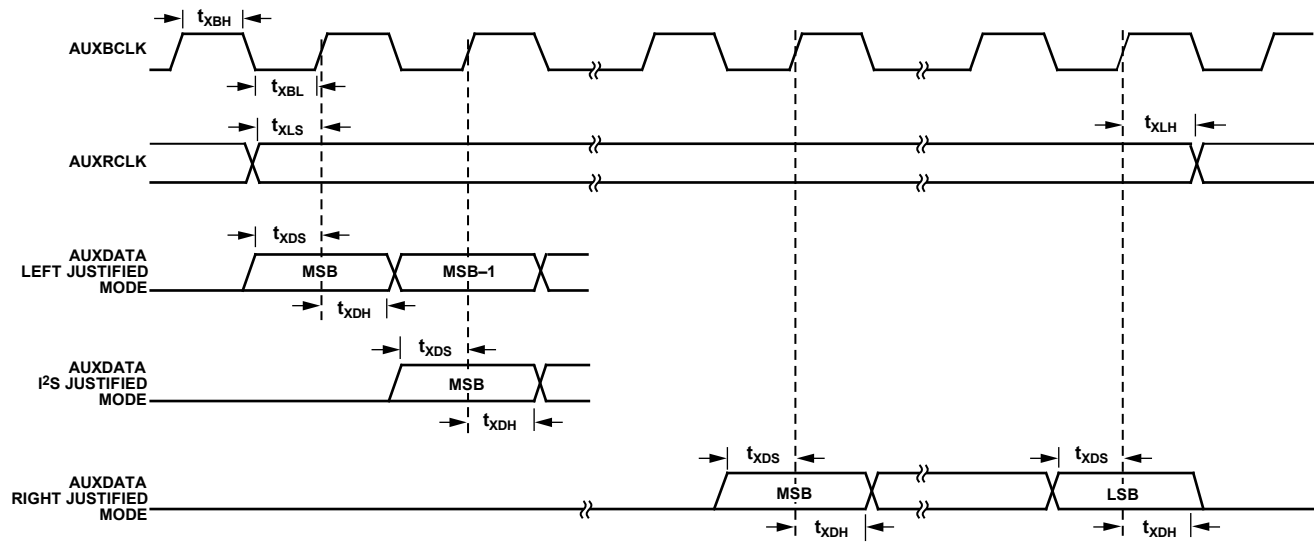 tXBH
AUXBCLK
tXBL
tXLS
tXLH
AUXRCLK
tXDS
AUXDATA
LEFT JUSTIFIED
MODE
MSB
MSB–1
tXDH
tXDS
AUXDATA
I²S JUSTIFIED
MODE
MSB
tXDH
tXDS
tXDS
AUXDATA
RIGHT JUSTIFIED
MODE
MSB
LSB
tXDH
tXDH